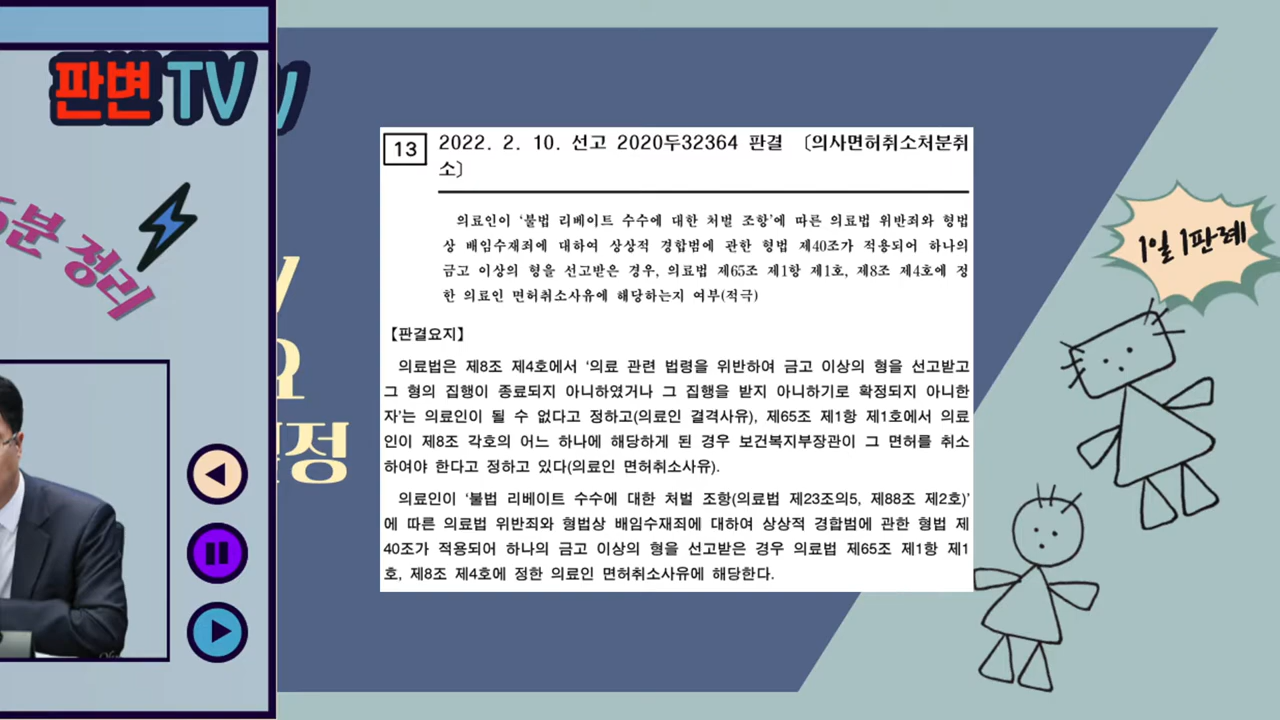 판변 TV
5분 정리
정
13
2022. 2. 10. 선고 2020두32364 판결 〔의사면허취소처분취
소〕
의료인이 ‘불법 리베이트 수수에 대한 처벌 조항’에 따른 의료법 위반죄와 형법
상 배임수재죄에 대하여 상상적 경합범에 관한 형법 제40조가 적용되어 하나의
금고 이상의 형을 선고받은 경우, 의료법 제65조 제1항 제1호, 제8조 제4호에 정
한 의료인 면허취소사유에 해당하는지 여부(적극)
【판결요지】
의료법은 제8조 제4호에서 ‘의료 관련 법령을 위반하여 금고 이상의 형을 선고받고
그 형의 집행이 종료되지 아니하였거나 그 집행을 받지 아니하기로 확정되지 아니한
자’는 의료인이 될 수 없다고 정하고(의료인 결격사유), 제65조 제1항 제1호에서 의료
인이 제8조 각호의 어느 하나에 해당하게 된 경우 보건복지부장관이 그 면허를 취소
하여야 한다고 정하고 있다(의료인 면허취소사유).
의료인이 ‘불법 리베이트 수수에 대한 처벌 조항(의료법 제23조의5, 제88조 제2호)’
에 따른 의료법 위반죄와 형법상 배임수재죄에 대하여 상상적 경합범에 관한 형법 제
40조가 적용되어 하나의 금고 이상의 형을 선고받은 경우 의료법 제65조 제1항 제1
호, 제8조 제4호에 정한 의료인 면허취소사유에 해당한다.
1일 1판례